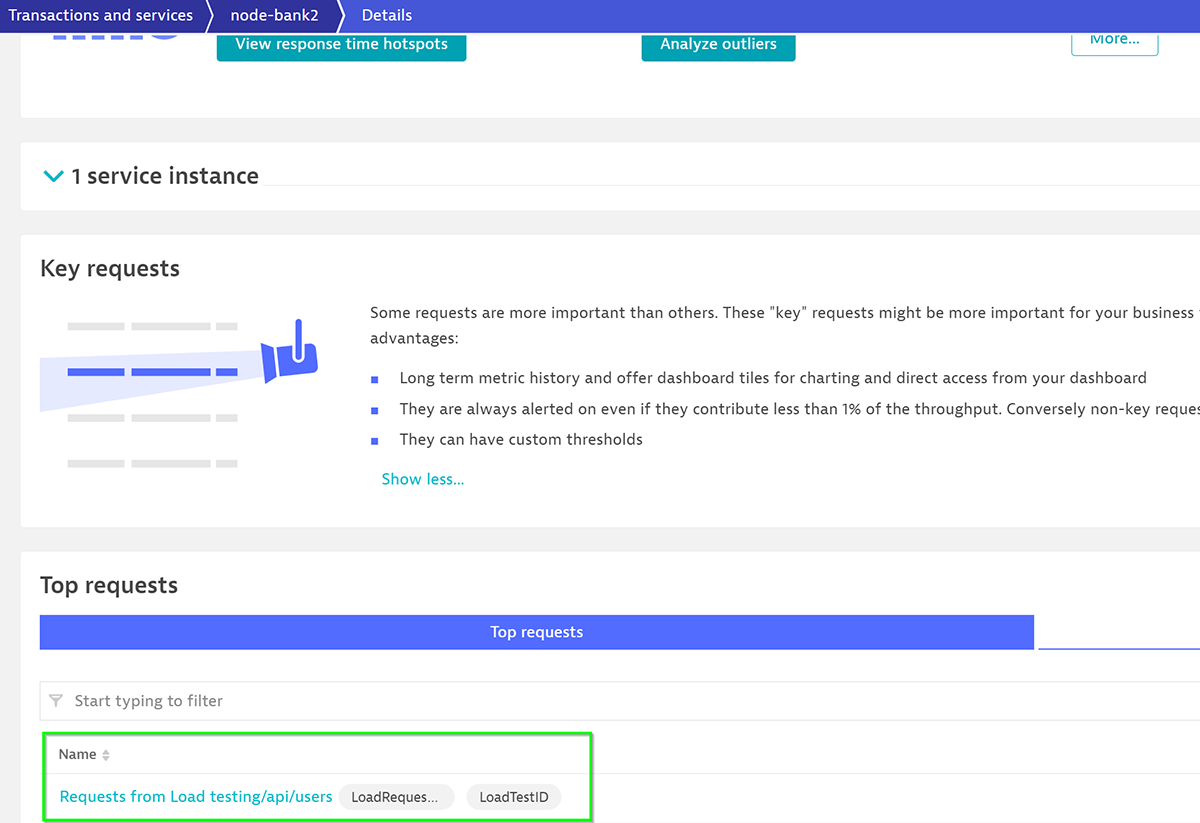 Transactions and services node-bank2 Details
View response time hotspots Analyze outliers More...
1 service instance
Key requests
Some requests are more important than others. These "key" requests might be more important for your business
advantages:
Long term metric history and offer dashboard tiles for charting and direct access from your dashboard
They are always alerted on even if they contribute less than 1% of the throughput. Conversely non-key reques
They can have custom thresholds
Show less...
Top requests
Top requests
Start typing to filter
Name
Requests from Load testing/api/users LoadReques... LoadTestID